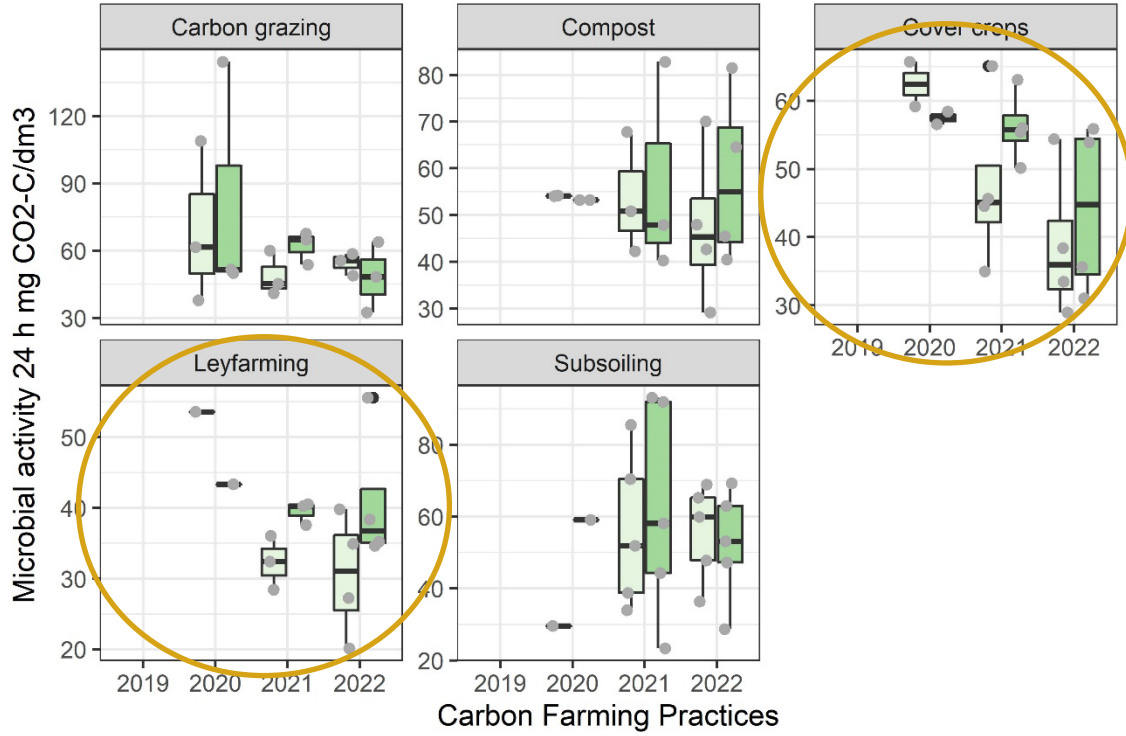 Carbon grazing
Compost
Cover crops
120
90
60
30
80
70
60
50
40
30
60
50
40
30
2019 2020 2021 2022
Leyfarming
Subsoiling
50
40
30
20
80
60
40
20
2019 2020 2021 2022
2019 2020 2021 2022
Microbial activity 24 h mg CO2-C/dm3
Carbon Farming Practices